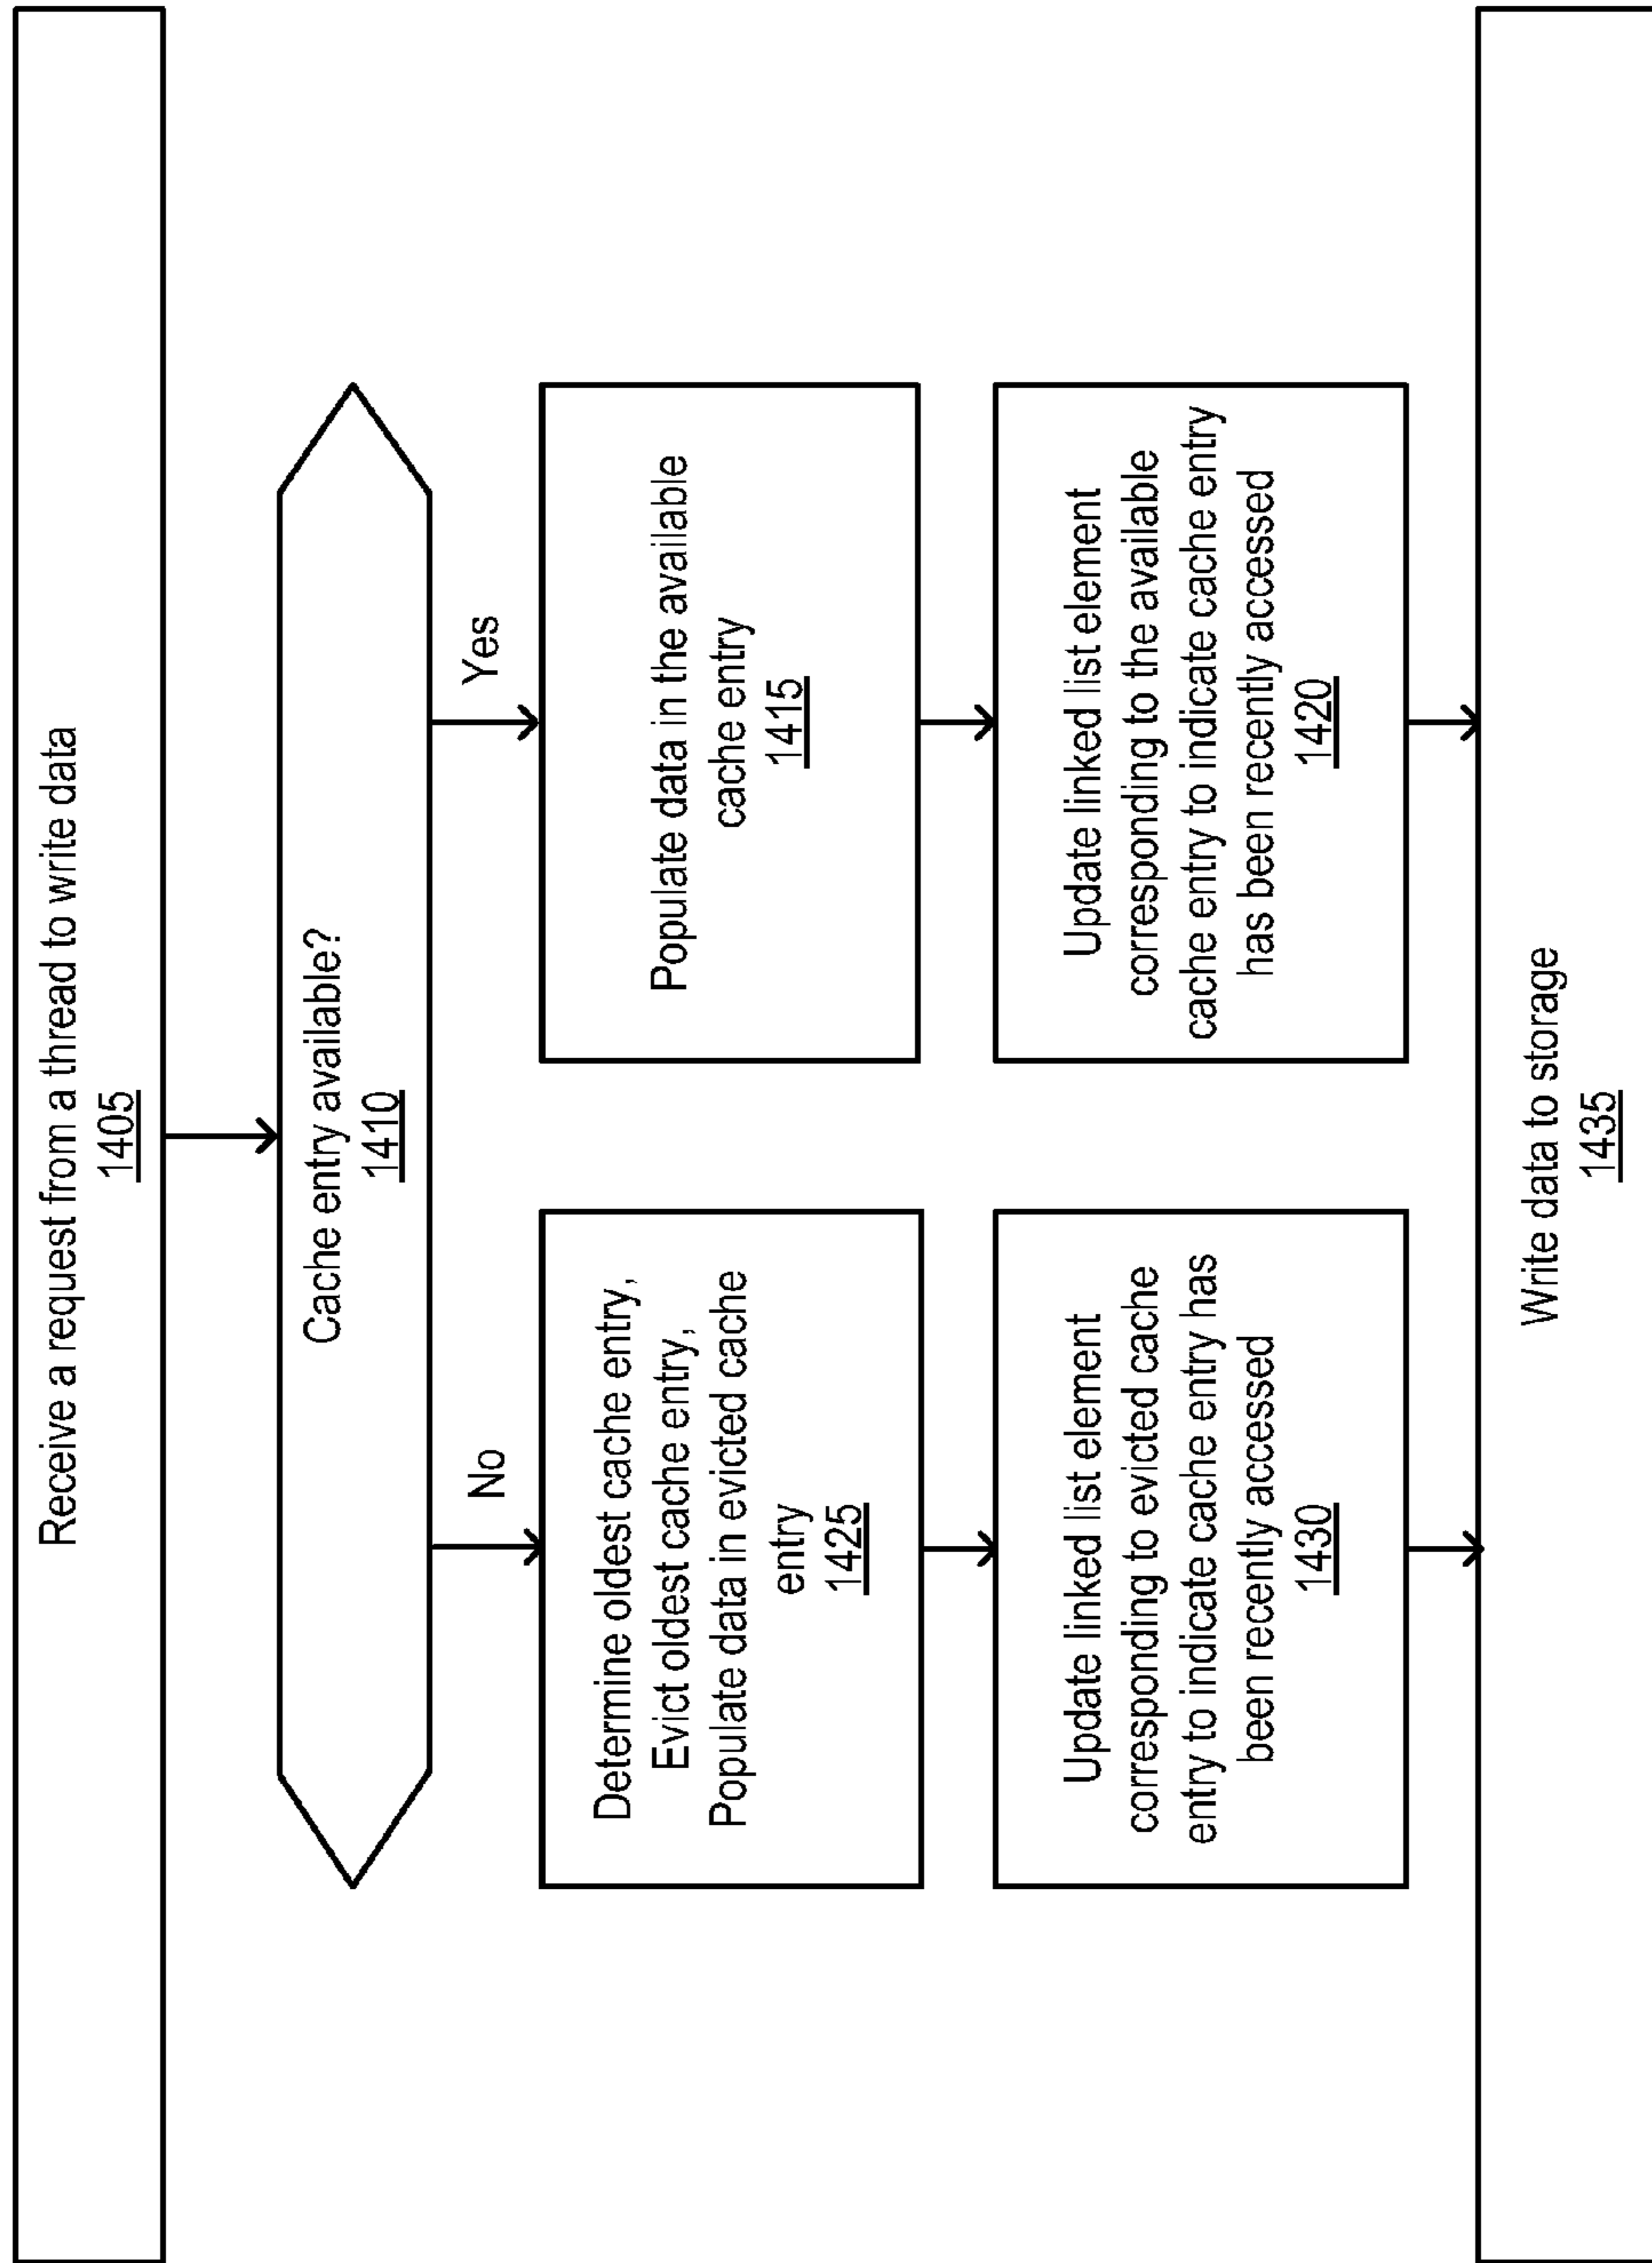 Receive a request from a thread to write data
1405
Cache entry available?
1410
No
Yes
Determine oldest cache entry,
Evict oldest cache entry,
Populate data in evicted cache
entry
1425
Populate data in the available
cache entry
1415
Update linked list element
corresponding to evicted cache
entry to indicate cache entry has
been recently accessed
1430
Update linked list element
corresponding to the available
cache entry to indicate cache entry
has been recently accessed
1420
Write data to storage
1435